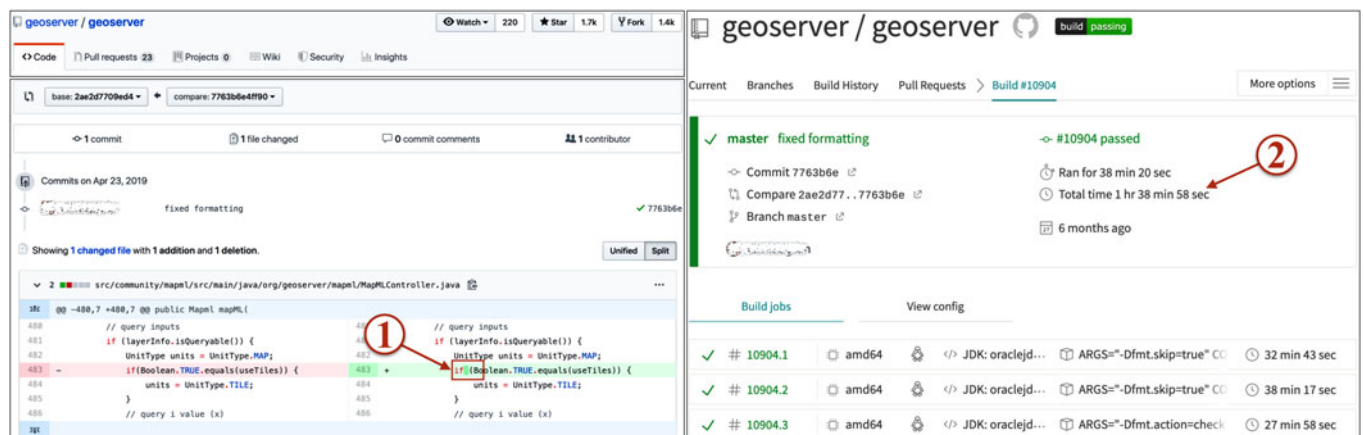 geoserver / geoserver
Watch 220 Star 1.7k Fork 1.4k
Code Pull requests 23 Projects 0 Wiki Security Insights
base: 2ae2d7709ed4 compare: 7763b6e4ff90
1 commit 1 file changed 0 commit comments 1 contributor
Commits on Apr 23, 2019
fixed formatting 7763b6e
Showing 1 changed file with 1 addition and 1 deletion. Unified Split
2 src/community/mapml/src/main/java/org/geoserver/mapml/MapMLController.java ...
@@ -480,7 +480,7 @@ public Mapml mapML(
480 // query inputs 48 // query inputs
481 if (layerInfo.isQueryable()) { 48 if (layerInfo.isQueryable()) {
482 UnitType units = UnitType.MAP; 482 UnitType units = UnitType.MAP;
483 - if(Boolean.TRUE.equals(useTiles)) { 483 + if (Boolean.TRUE.equals(useTiles)) {
484 units = UnitType.TILE; 484 units = UnitType.TILE;
485 } 485 }
486 // query i value (x) 486 // query i value (x)
1
geoserver / geoserver build passing
Current Branches Build History Pull Requests Build #10904 More options
master fixed formatting #10904 passed
Commit 7763b6e Ran for 38 min 20 sec
Compare 2ae2d77..7763b6e Total time 1 hr 38 min 58 sec
Branch master 6 months ago
2
Build jobs View config
# 10904.1 amd64 </> JDK: oraclejd... ARGS="-Dfmt.skip=true" CO 32 min 43 sec
# 10904.2 amd64 </> JDK: oraclejd... ARGS="-Dfmt.skip=true" CO 38 min 17 sec
# 10904.3 amd64 </> JDK: oraclejd... ARGS="-Dfmt.action=check 27 min 58 sec